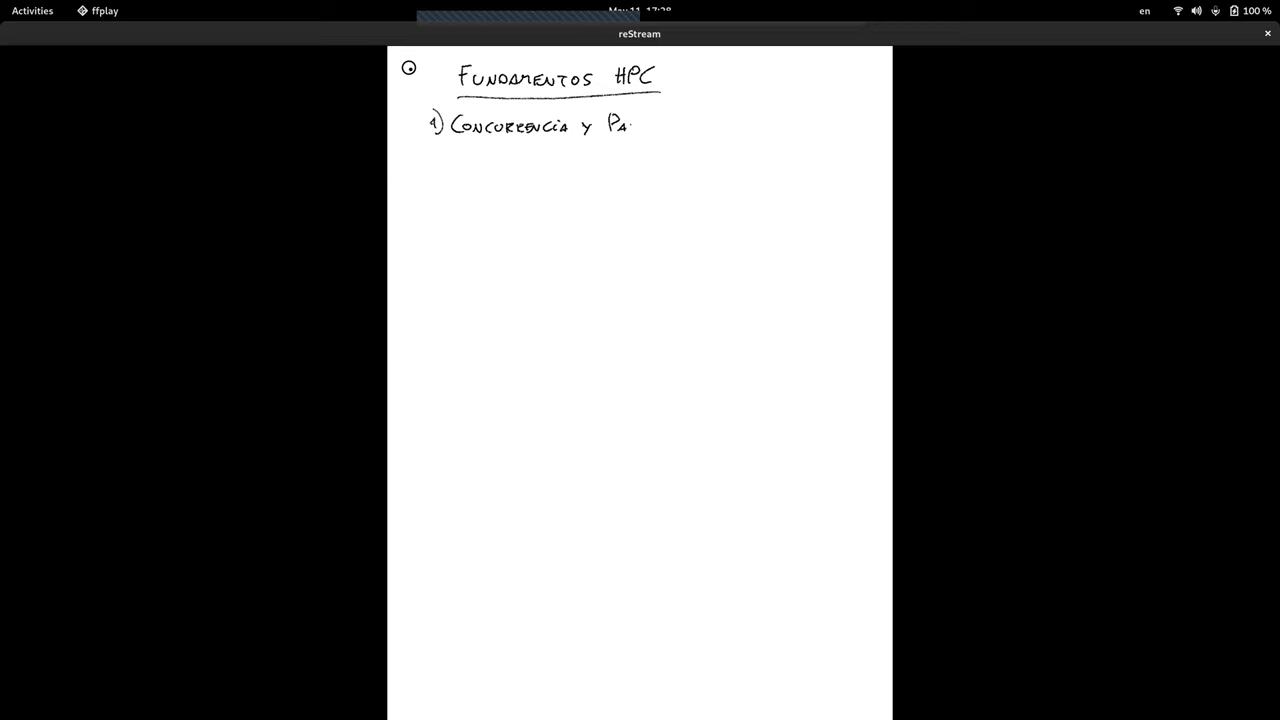 Activities ffplay en 100 %
reStream ×
FUNDAMENTOS HPC
1) CONCURRENCIA Y PA